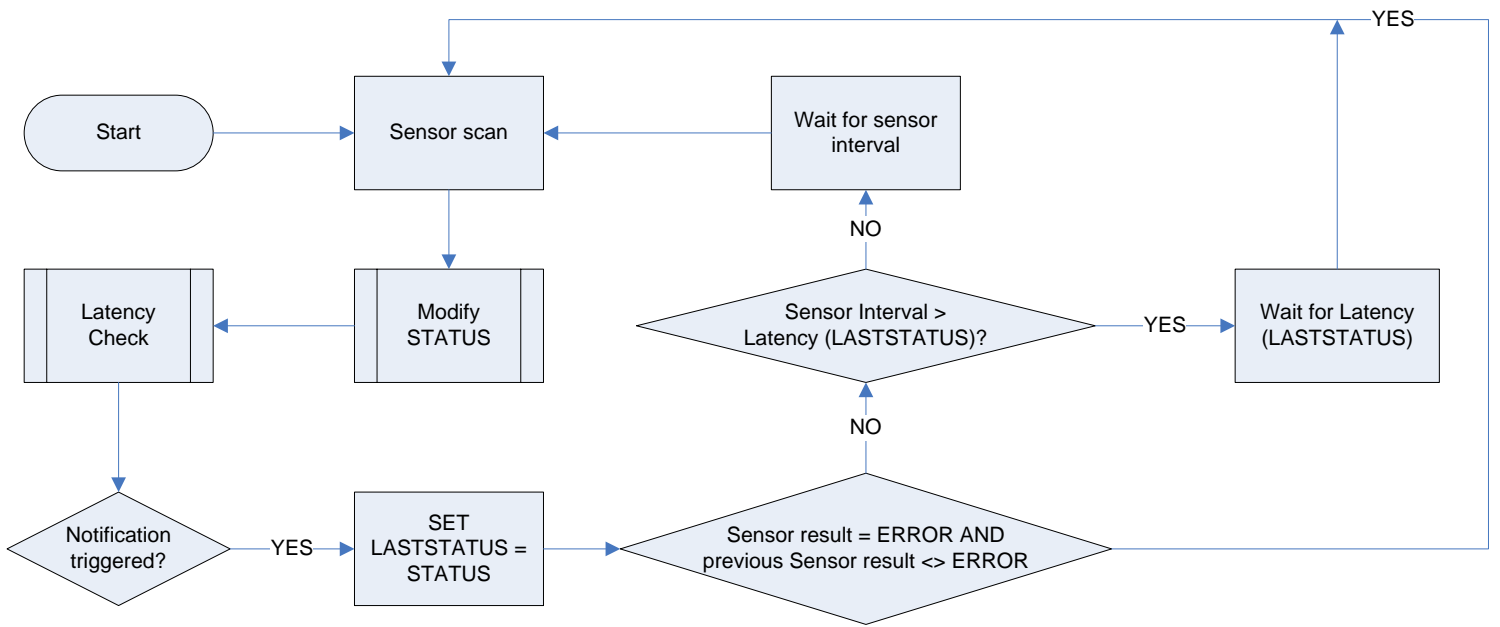 YES
Start
Sensor scan
Wait for sensor
interval
NO
Latency
Check
Modify
STATUS
Sensor Interval >
Latency (LASTSTATUS)?
YES
Wait for Latency
(LASTSTATUS)
NO
Notification
triggered?
YES
SET
LASTSTATUS =
STATUS
Sensor result = ERROR AND
previous Sensor result <> ERROR